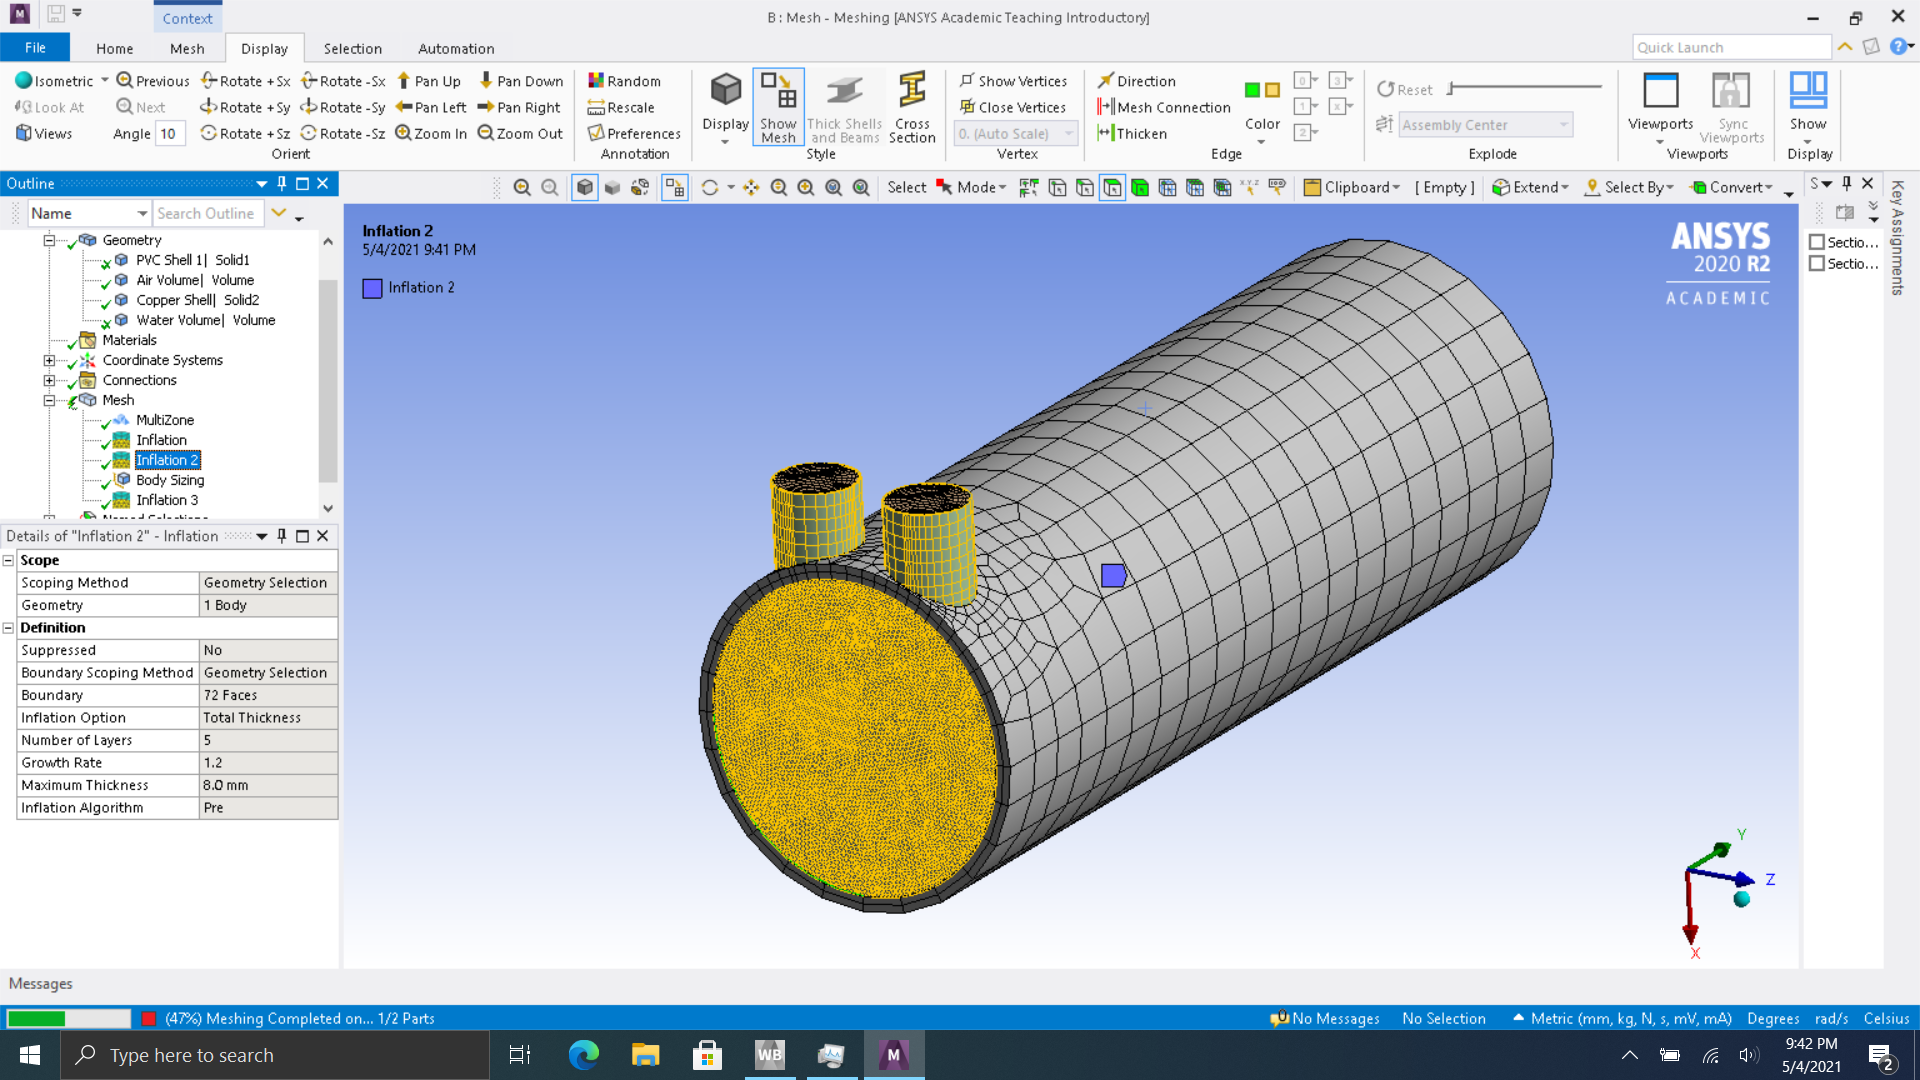 Context
B : Mesh - Meshing [ANSYS Academic Teaching Introductory]
File Home Mesh Display Selection Automation
Quick Launch
Isometric Previous Rotate +Sx Rotate -Sx Pan Up Pan Down Random Show Vertices Direction Reset
Look At Next Rotate +Sy Rotate -Sy Pan Left Pan Right Rescale Close Vertices Mesh Connection
Views Angle 10 Rotate +Sz Rotate -Sz Zoom In Zoom Out Preferences 0. (Auto Scale) Thicken Assembly Center
Display Show Mesh Thick Shells and Beams Cross Section Color Viewports Sync Viewports Show
Orient Annotation Style Vertex Edge Explode Viewports Display
Outline
Name Search Outline
Select Mode Clipboard [ Empty ] Extend Select By Convert
S
Key Assignments
Sectio...
Sectio...
Geometry
PVC Shell 1| Solid1
Air Volume| Volume
Copper Shell| Solid2
Water Volume| Volume
Materials
Coordinate Systems
Connections
Mesh
MultiZone
Inflation
Inflation 2
Body Sizing
Inflation 3
Details of "Inflation 2" - Inflation
Scope
Scoping Method Geometry Selection
Geometry 1 Body
Definition
Suppressed No
Boundary Scoping Method Geometry Selection
Boundary 72 Faces
Inflation Option Total Thickness
Number of Layers 5
Growth Rate 1.2
Maximum Thickness 8.0 mm
Inflation Algorithm Pre
Inflation 2
5/4/2021 9:41 PM
Inflation 2
ANSYS
2020 R2
ACADEMIC
Y
Z
X
Messages
(47%) Meshing Completed on... 1/2 Parts
No Messages No Selection Metric (mm, kg, N, s, mV, mA) Degrees rad/s Celsius
Type here to search
WB
M
9:42 PM
5/4/2021
2